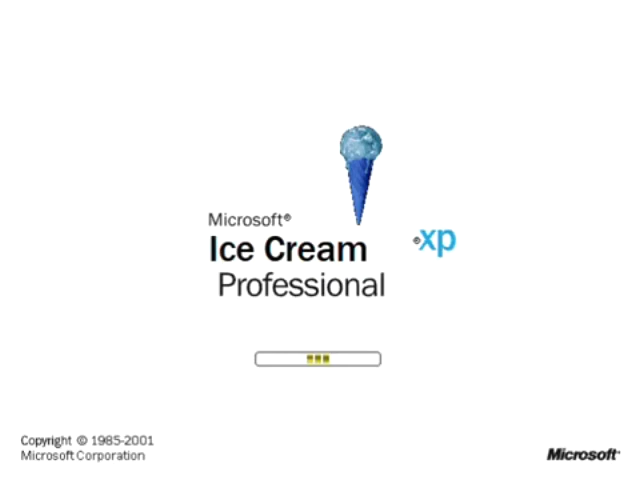 Microsoft®
Ice Cream ®xp
Professional
Copyright © 1985-2001
Microsoft Corporation
Microsoft